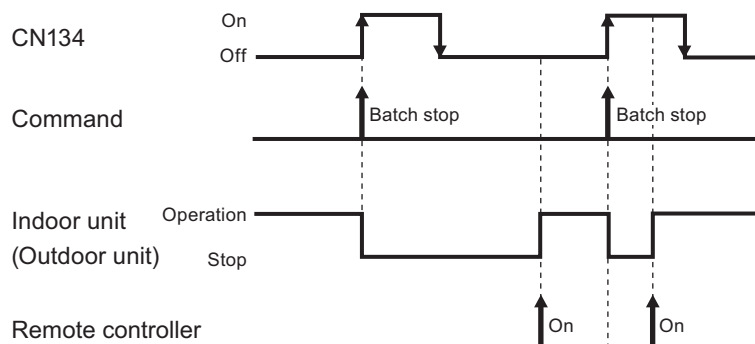 On
CN134
Off
Command
Batch stop
Batch stop
Operation
Indoor unit
(Outdoor unit)
Stop
On
On
Remote controller